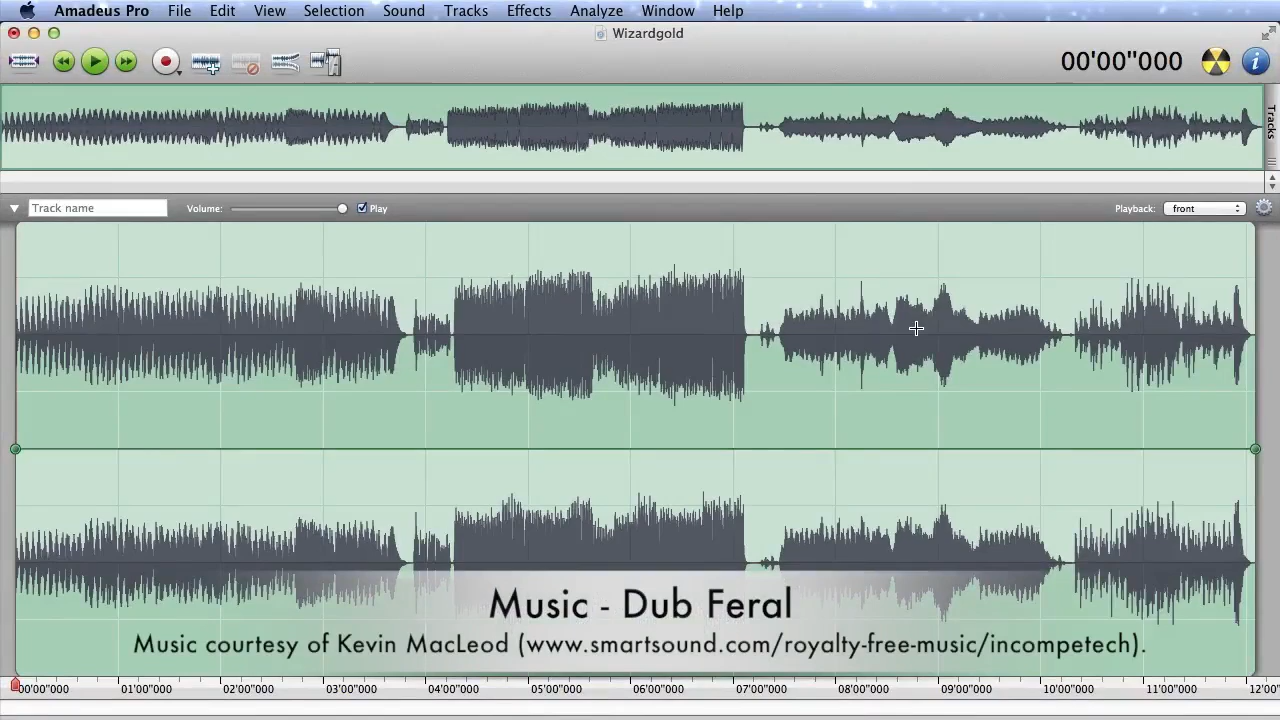 Amadeus Pro File Edit View Selection Sound Tracks Effects Analyze Window Help
Wizardgold
00'00"000
Tracks
Track name Volume: Play Playback: front
Music - Dub Feral
Music courtesy of Kevin MacLeod (www.smartsound.com/royalty-free-music/incompetech).
00'00"000 01'00"000 02'00"000 03'00"000 04'00"000 05'00"000 06'00"000 07'00"000 08'00"000 09'00"000 10'00"000 11'00"000 12'00"